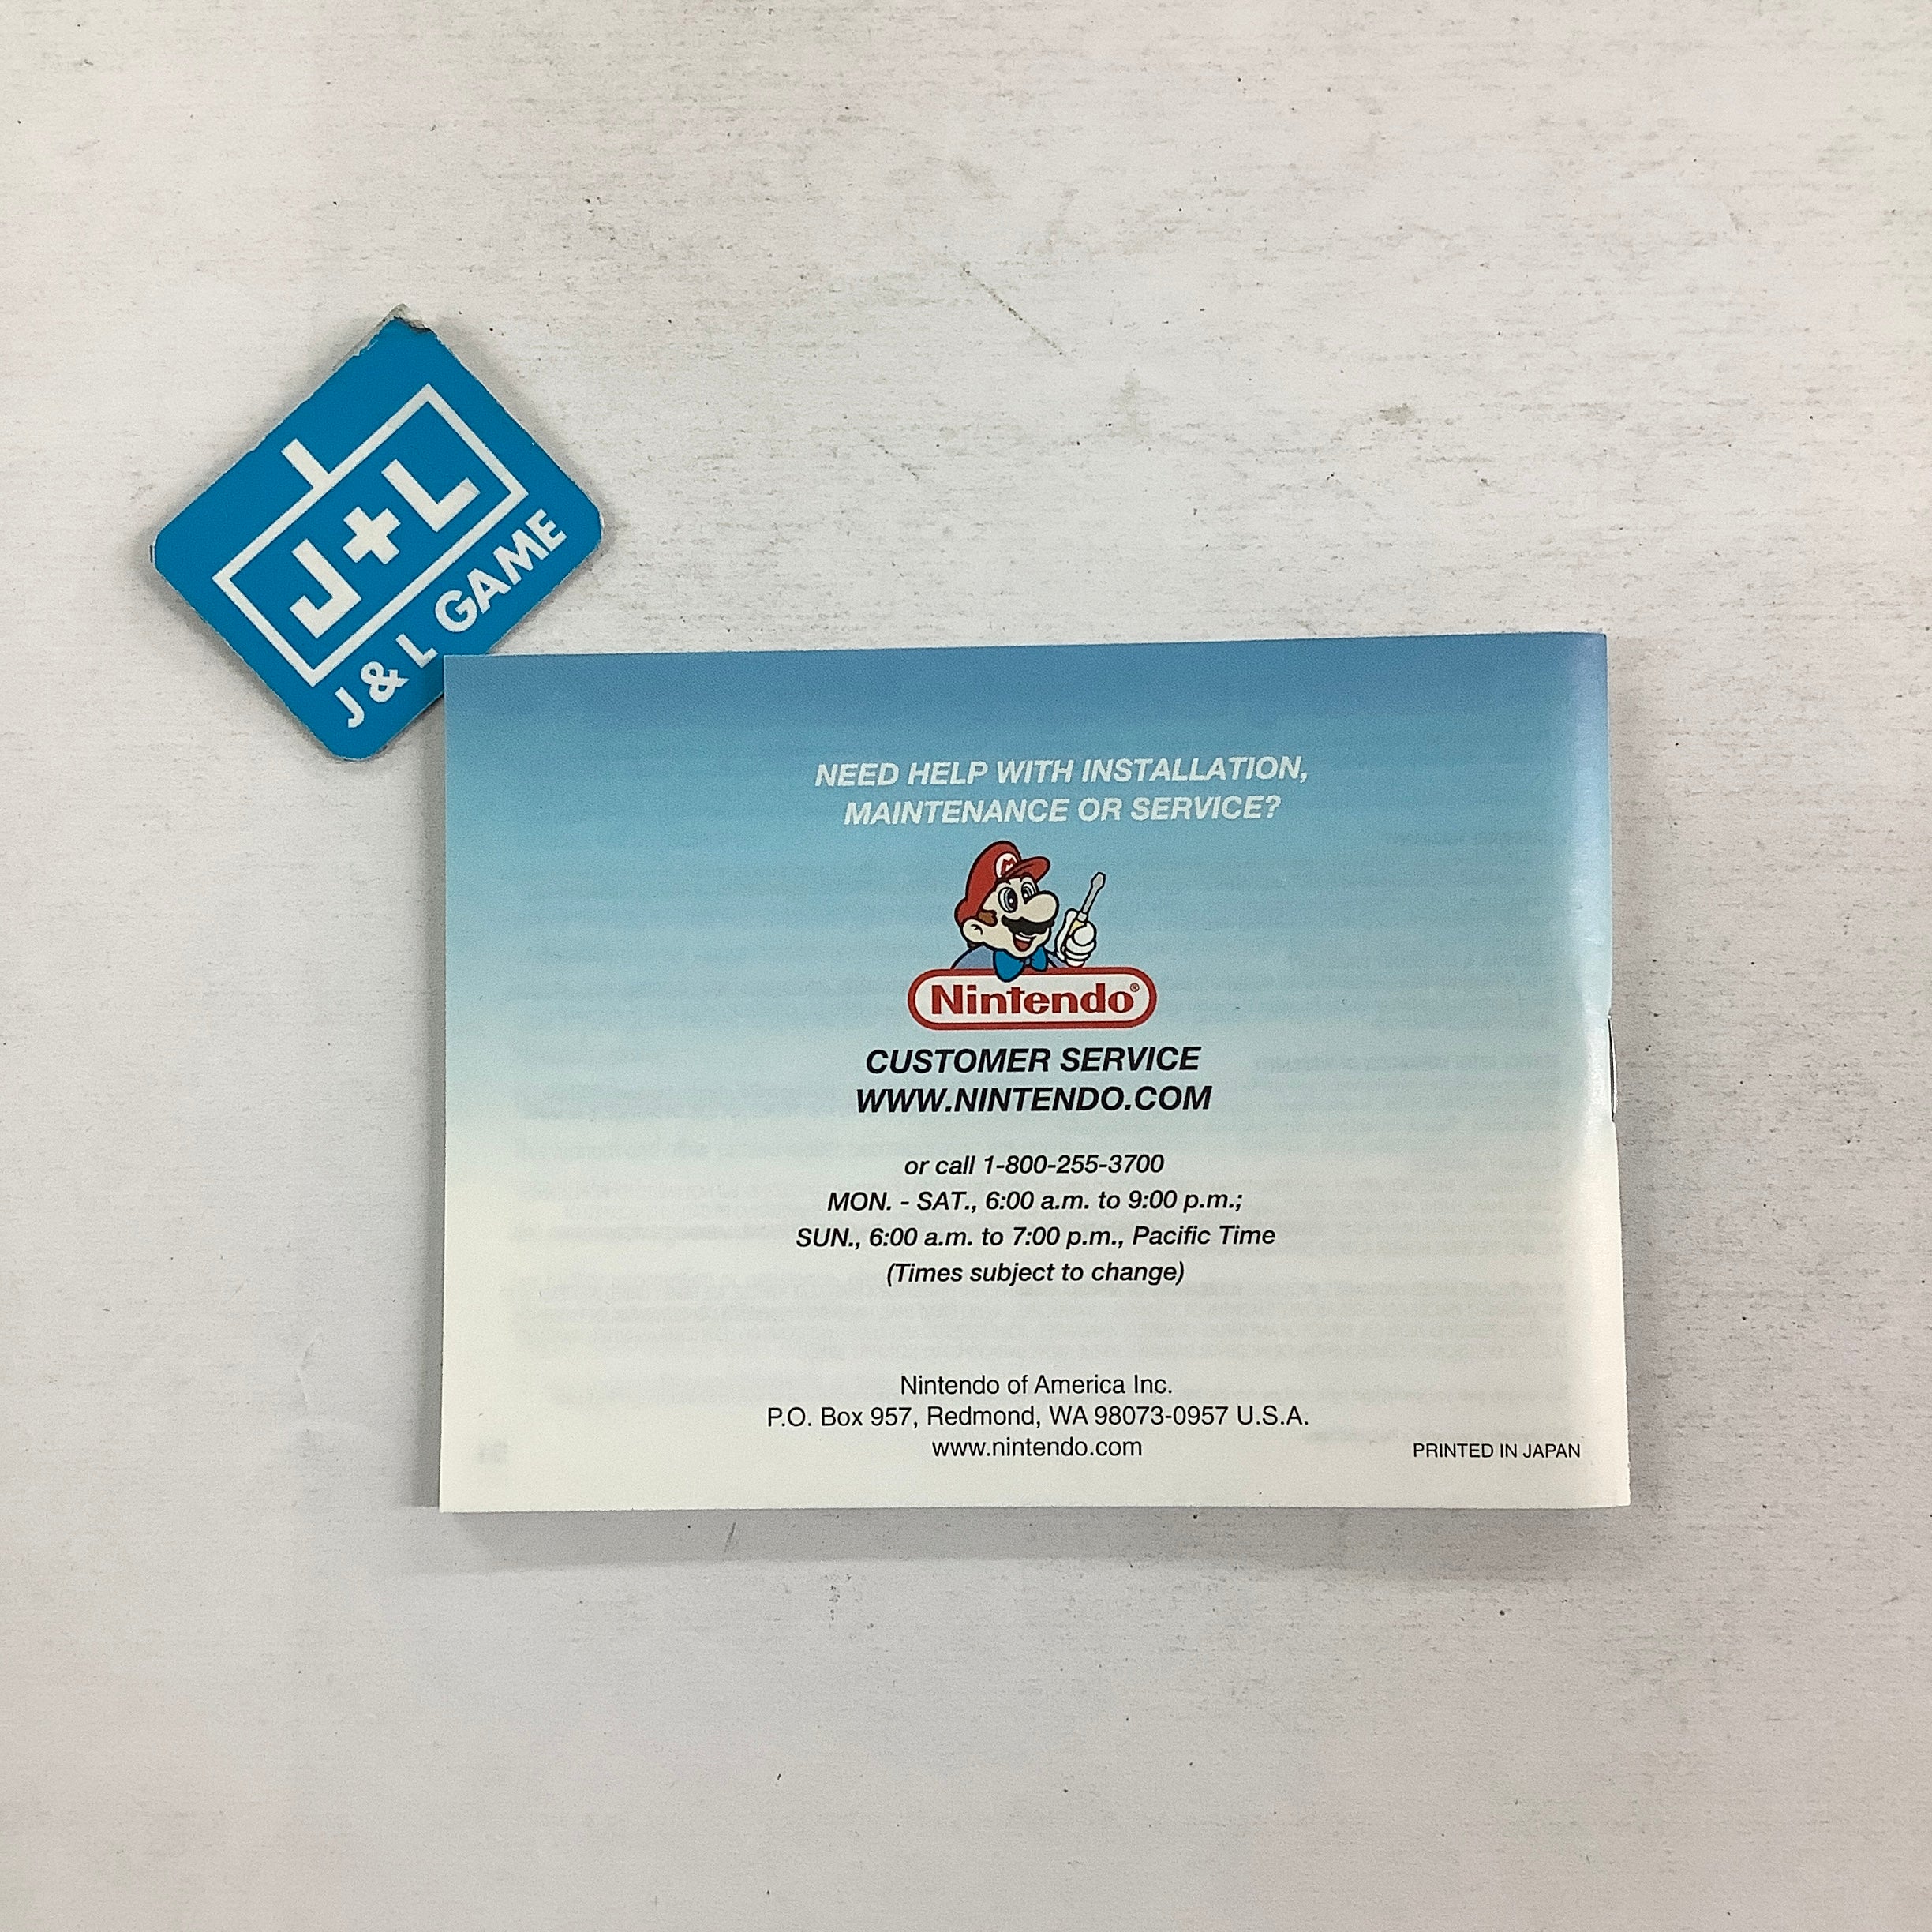 J+L
J & L GAME
NEED HELP WITH INSTALLATION,
MAINTENANCE OR SERVICE?
M
Nintendo®
CUSTOMER SERVICE
WWW.NINTENDO.COM
or call 1-800-255-3700
MON. - SAT., 6:00 a.m. to 9:00 p.m.;
SUN., 6:00 a.m. to 7:00 p.m., Pacific Time
(Times subject to change)
Nintendo of America Inc.
P.O. Box 957, Redmond, WA 98073-0957 U.S.A.
www.nintendo.com
PRINTED IN JAPAN